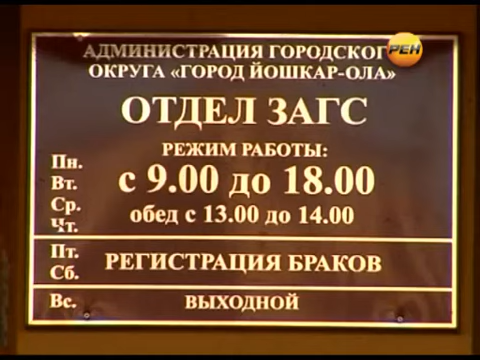 РЕН
АДМИНИСТРАЦИЯ ГОРОДСКОГО
ОКРУГА «ГОРОД ЙОШКАР-ОЛА»
ОТДЕЛ ЗАГС
РЕЖИМ РАБОТЫ:
Пн.
Вт.
Ср.
Чт.
с 9.00 до 18.00
обед с 13.00 до 14.00
Пт.
Сб.
РЕГИСТРАЦИЯ БРАКОВ
Вс.
ВЫХОДНОЙ